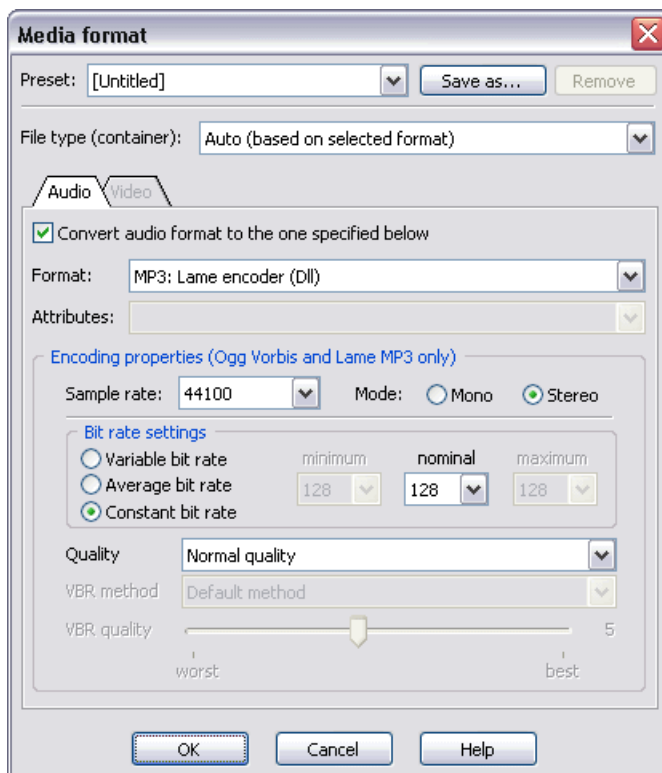 Media format
Preset: [Untitled] Save as... Remove
File type (container): Auto (based on selected format)
Audio Video
Convert audio format to the one specified below
Format: MP3: Lame encoder (Dll)
Attributes:
Encoding properties (Ogg Vorbis and Lame MP3 only)
Sample rate: 44100 Mode: Mono Stereo
Bit rate settings
Variable bit rate minimum nominal maximum
Average bit rate 128 128 128
Constant bit rate
Quality Normal quality
VBR method Default method
VBR quality 5
worst best
OK Cancel Help